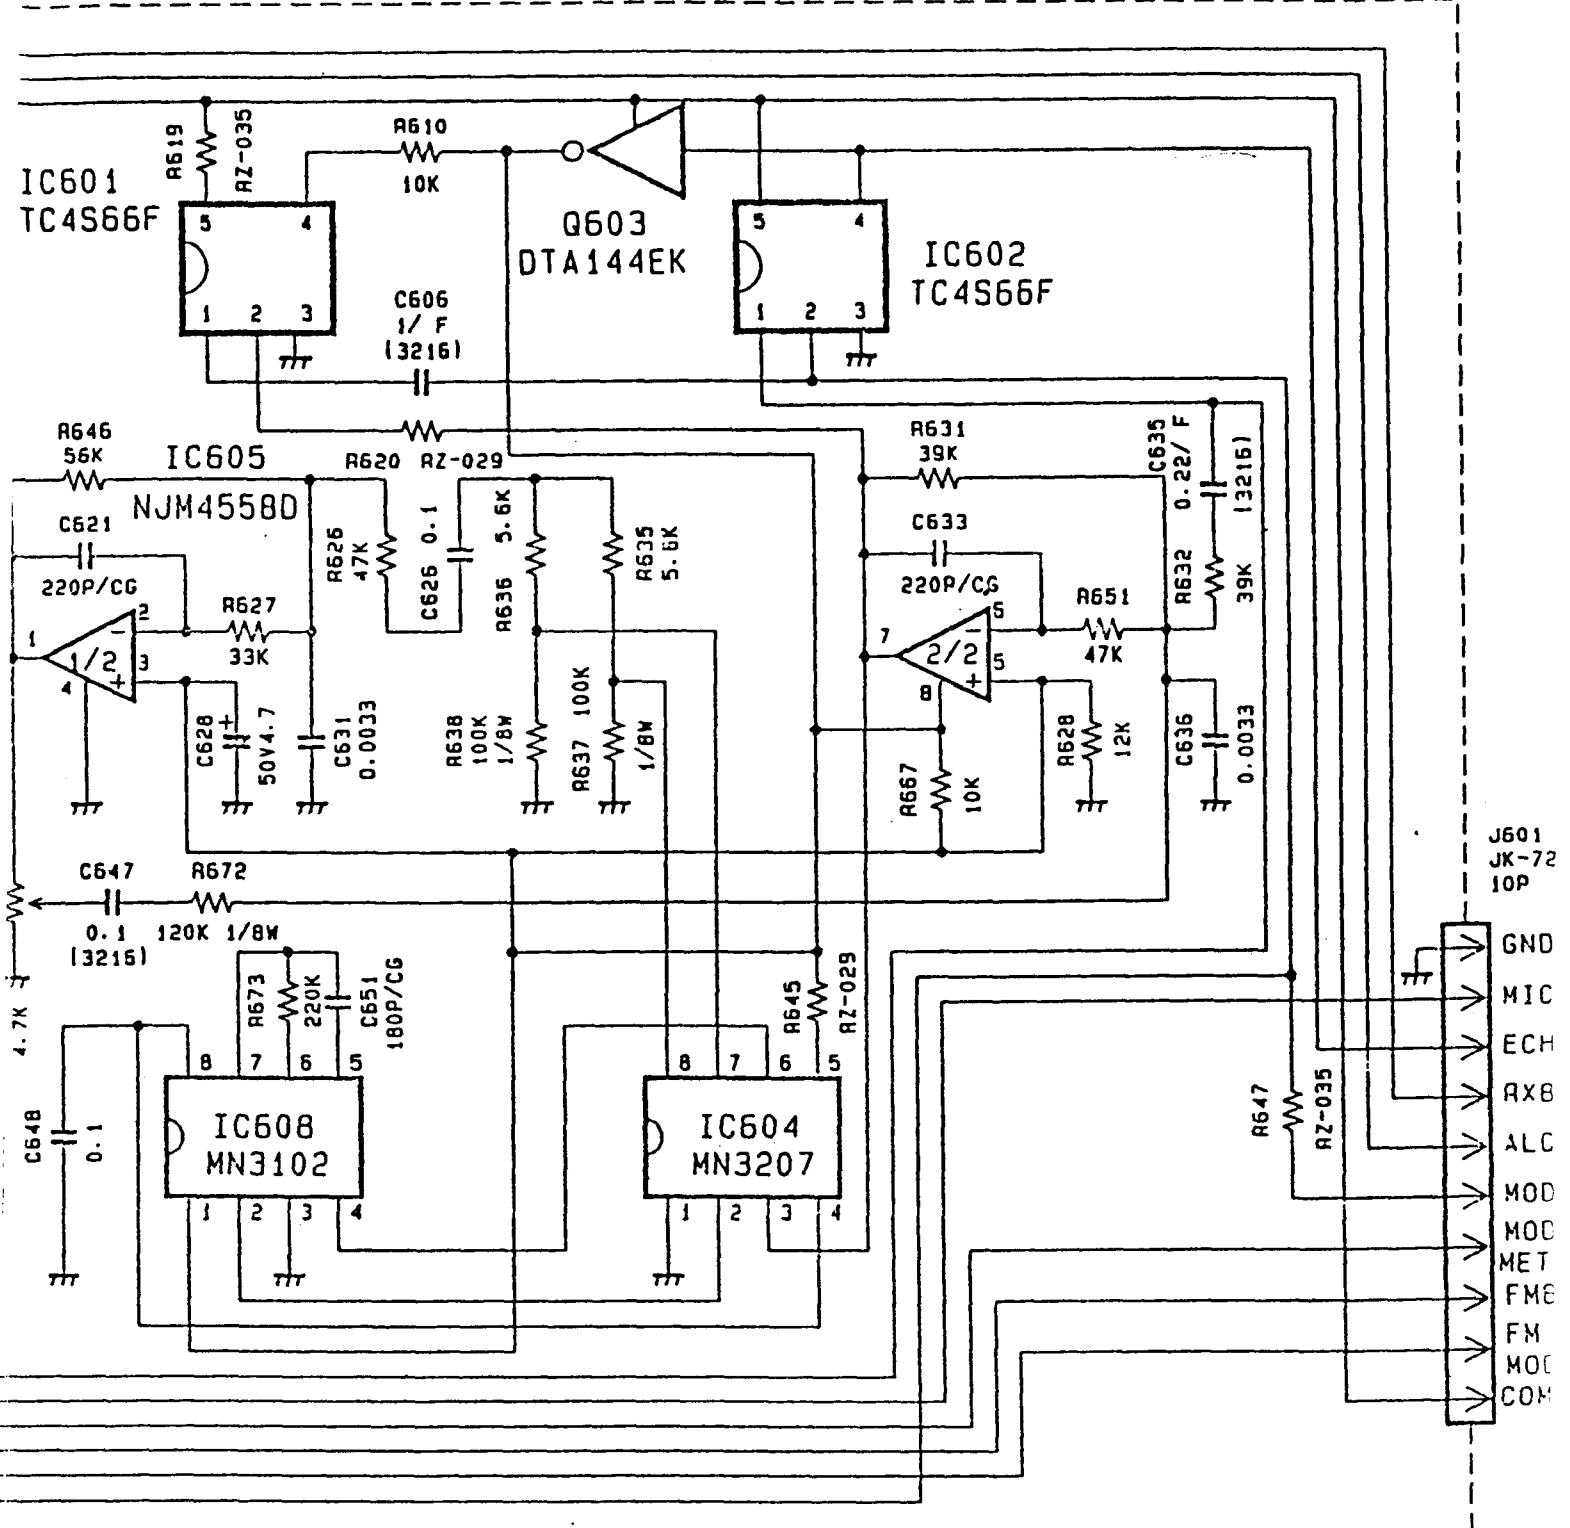 R619
RZ-035
R610
10K
IC601
TC4S66F
5
4
1
2
3
Q603
DTA144EK
5
4
1
2
3
IC602
TC4S66F
C606
1/ F
(3216)
R646
56K
IC605
NJM4558D
R620 RZ-029
R631
39K
C635
0.22/ F
(3216)
C621
220P/CG
R626
47K
C626 0.1
R636 5.6K
R635
5.6K
C633
220P/CG
R632
39K
R627
33K
R651
47K
1
2
3
4
1/2
-
+
7
5
5
8
2/2
-
+
C628
+
50V4.7
C631
0.0033
R638
100K
1/8W
R637 100K
1/8W
R667
10K
R628
12K
C636
0.0033
C647
0.1
(3216)
R672
120K 1/8W
4.7K
R673
220K
C651
180P/CG
R645
RZ-029
C648
0.1
8
7
6
5
IC608
MN3102
1
2
3
4
8
7
6
5
IC604
MN3207
1
2
3
4
R647
RZ-035
J601
JK-72
10P
GND
MIC
ECH
ALC
MOD
MET
FM
COM